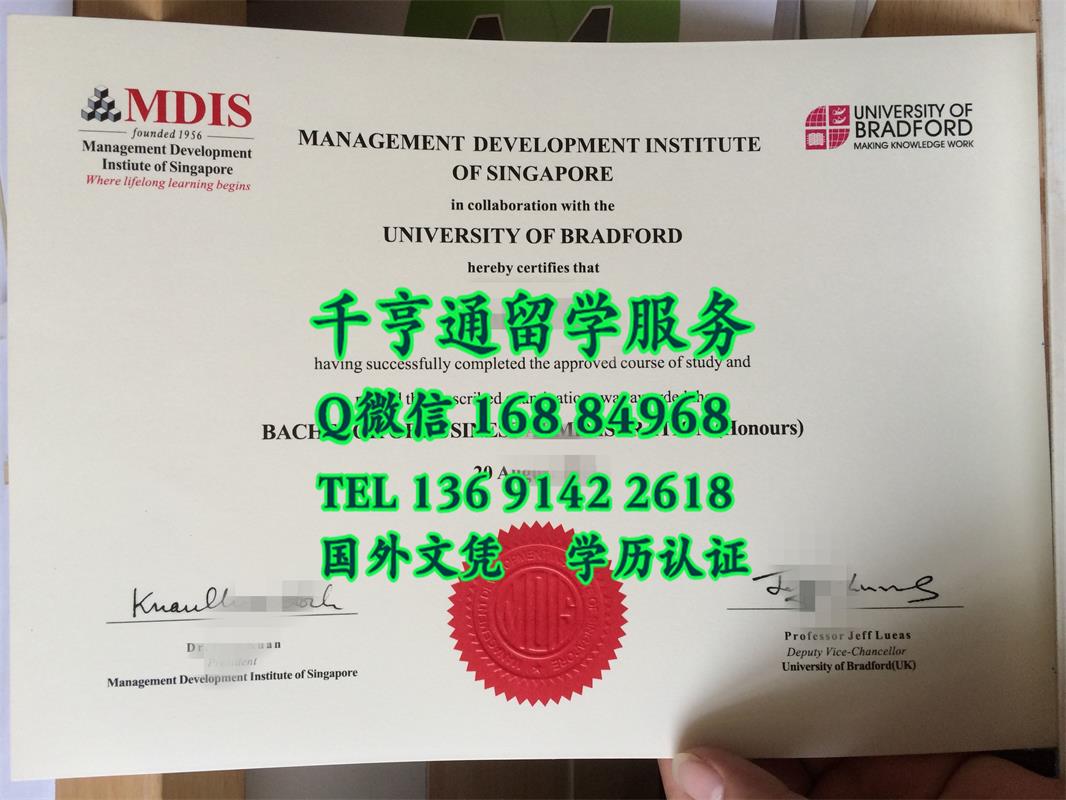 MDIS
founded 1956
Management Development
Instiute of Singapore
Where lifelong learning begins
UNIVERSITY OF
BRADFORD
MAKING KNOWLEDGE WORK
MANAGEMENT DEVELOPMENT INSTITUTE
OF SINGAPORE
in collaboration with the
UNIVERSITY OF BRADFORD
hereby certifies that
千亨通留学服务
having successfully completed the approved course of study and
Q微信 168 84968
(Honours)
20
TEL 136 9142 2618
国外文凭 学历认证
President
Management Development Institute of Singapore
Professor Jeff Lueas
Deputy Vice-Chancellor
University of Bradford(UK)